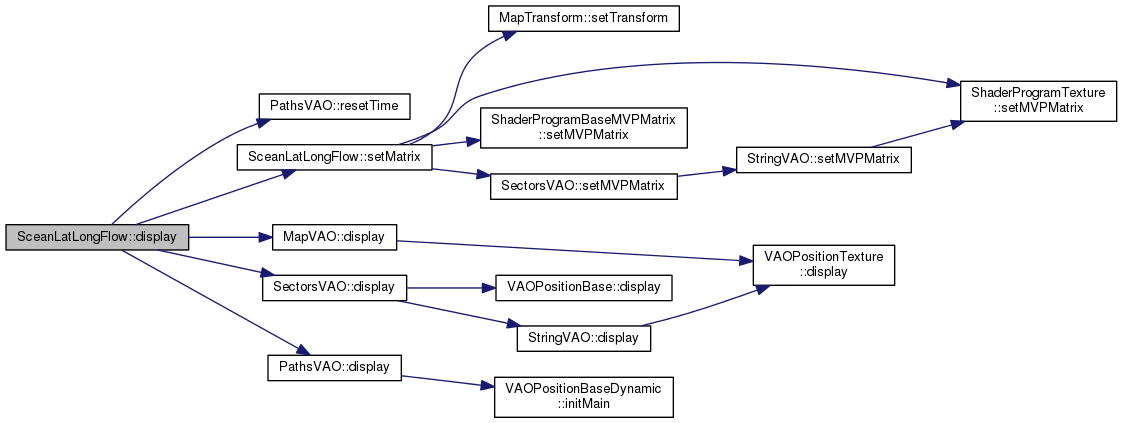 MapTransform::setTransform
PathsVAO::resetTime
ShaderProgramTexture
::setMVPMatrix
ShaderProgramBaseMVPMatrix
::setMVPMatrix
SceanLatLongFlow::setMatrix
StringVAO::setMVPMatrix
SectorsVAO::setMVPMatrix
SceanLatLongFlow::display
MapVAO::display
VAOPositionTexture
::display
SectorsVAO::display
VAOPositionBase::display
StringVAO::display
PathsVAO::display
VAOPositionBaseDynamic
::initMain